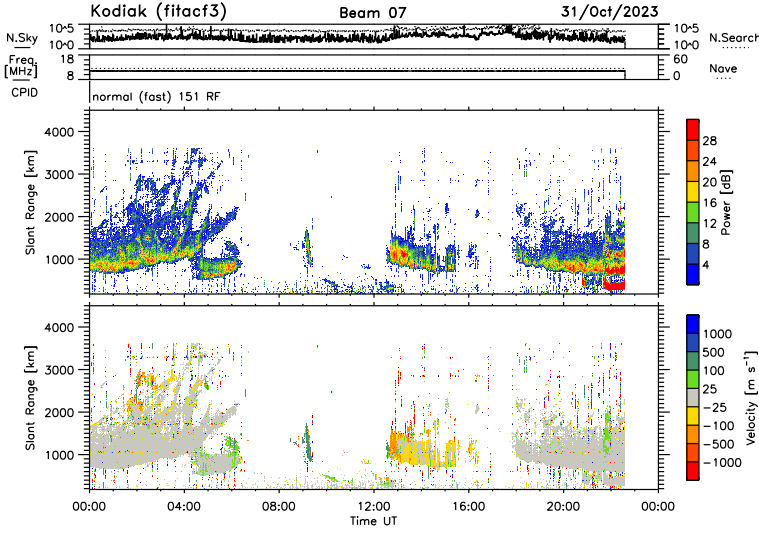 Kodiak (fitacf3) Beam 07 31/Oct/2023
N.Sky 10^5 10^0 10^5 10^0 N.Search
Freq. [MHz] 18 8 60 0 Nave
CPID normal (fast) 151 RF
Slant Range [km] 4000 3000 2000 1000
Power [dB] 28 24 20 16 12 8 4
Slant Range [km] 4000 3000 2000 1000
Velocity [m s⁻¹] 1000 500 100 25 -25 -100 -500 -1000
00:00 04:00 08:00 12:00 16:00 20:00 00:00
Time UT